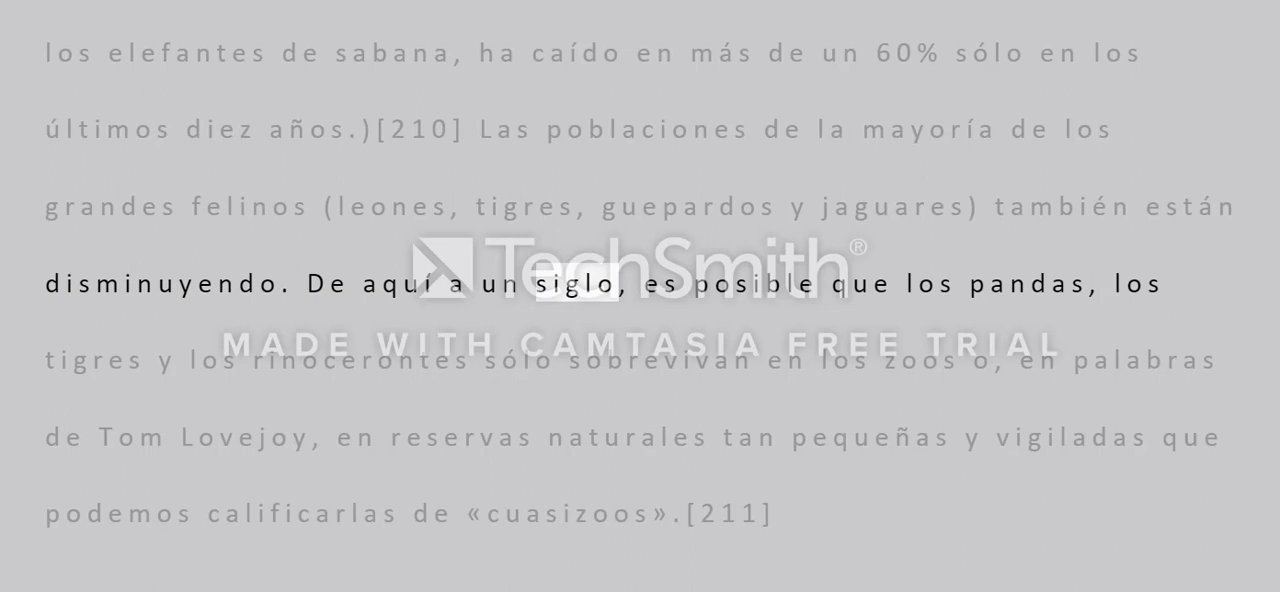 los elefantes de sabana, ha caído en más de un 60% sólo en los
últimos diez años.)[210] Las poblaciones de la mayoría de los
grandes felinos (leones, tigres, guepardos y jaguares) también están
TechSmith®
disminuyendo. De aquí a un siglo, es posible que los pandas, los
MADE WITH CAMTASIA FREE TRIAL
tigres y los rinocerontes sólo sobrevivan en los zoos o, en palabras
de Tom Lovejoy, en reservas naturales tan pequeñas y vigiladas que
podemos calificarlas de «cuasizoos».[211]